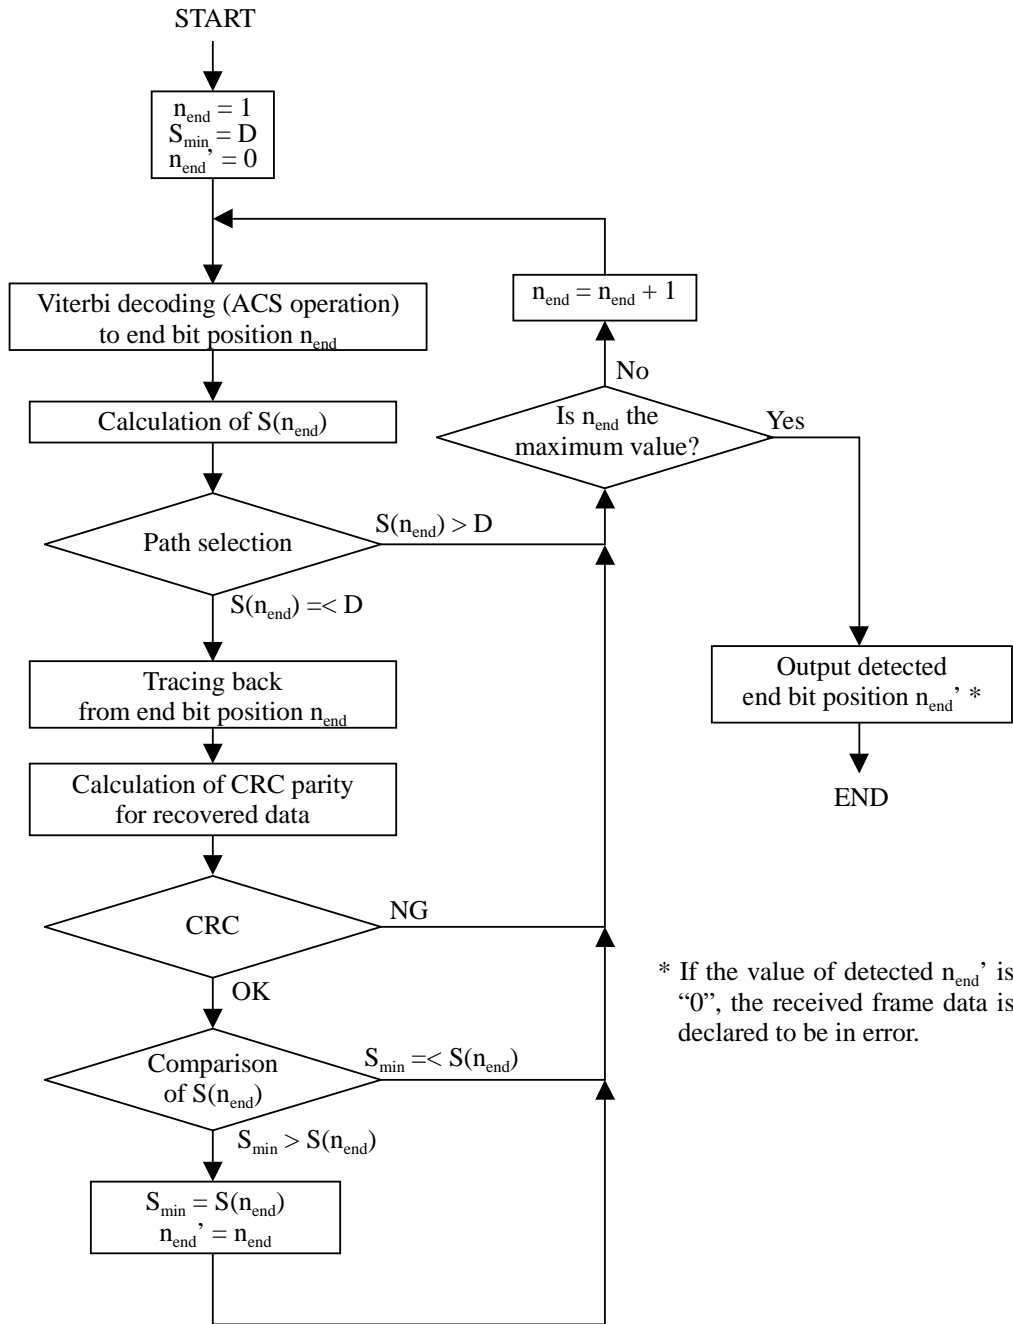 START
n_end = 1
S_min = D
n_end’ = 0
Viterbi decoding (ACS operation)
to end bit position n_end
n_end = n_end + 1
No
Calculation of S(n_end)
Is n_end the
maximum value?
Yes
Path selection
S(n_end) > D
S(n_end) =< D
Tracing back
from end bit position n_end
Output detected
end bit position n_end’ *
Calculation of CRC parity
for recovered data
END
CRC
NG
OK
* If the value of detected n_end’ is
“0”, the received frame data is
declared to be in error.
Comparison
of S(n_end)
S_min =< S(n_end)
S_min > S(n_end)
S_min = S(n_end)
n_end’ = n_end